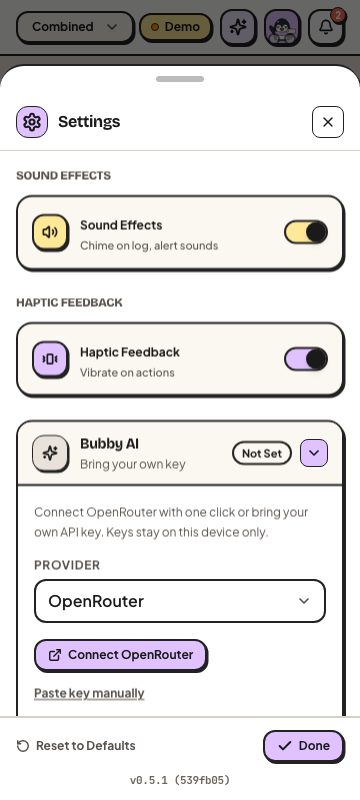 Combined
Demo
2
Settings
SOUND EFFECTS
Sound Effects
Chime on log, alert sounds
HAPTIC FEEDBACK
Haptic Feedback
Vibrate on actions
Bubby AI
Bring your own key
Not Set
Connect OpenRouter with one click or bring your
own API key. Keys stay on this device only.
PROVIDER
OpenRouter
Connect OpenRouter
Paste key manually
Reset to Defaults
Done
v0.5.1 (539fb05)